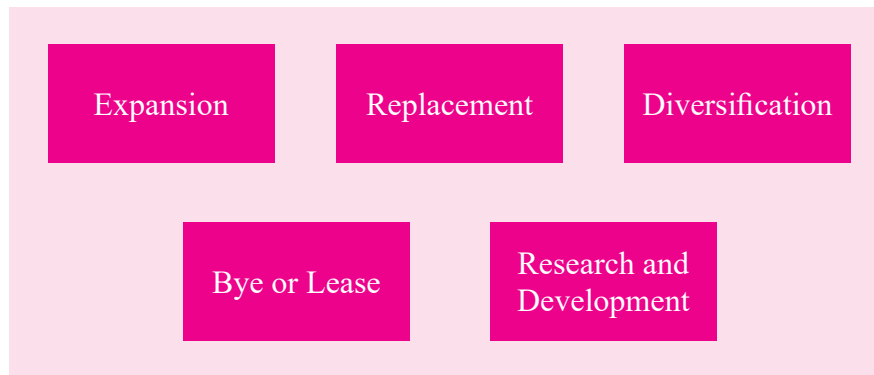 Expansion
Replacement
Diversification
Bye or Lease
Research and
Development